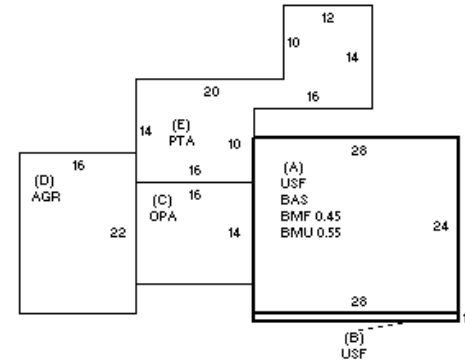 12
10
14
20
16
14
(E)
PTA
10
16
28
16
(D)
AGR
16
(C)
OPA
(A)
USF
BAS
BMF 0.45
BMU 0.55
22
14
24
28
1
(B)
USF